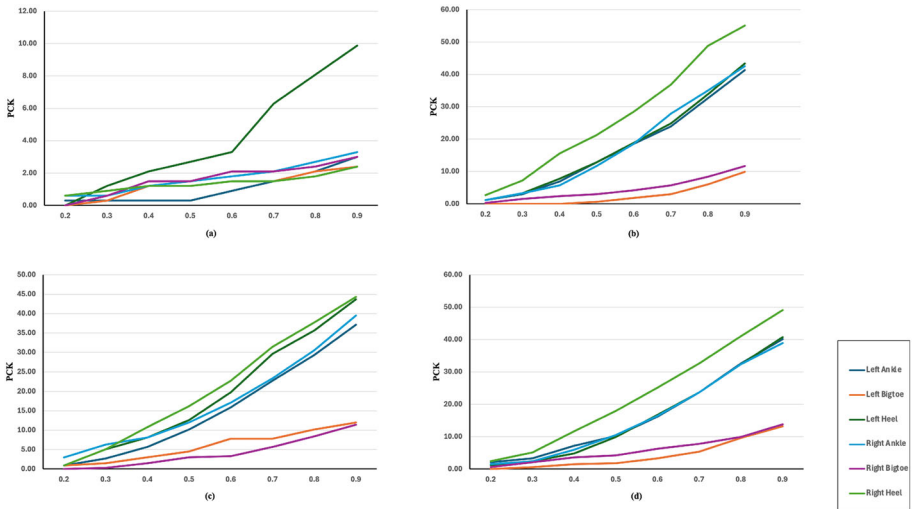 12.00
10.00
8.00
6.00
4.00
2.00
0.00
PCK
0.2 0.3 0.4 0.5 0.6 0.7 0.8 0.9
(a)
60.00
50.00
40.00
30.00
20.00
10.00
0.00
PCK
0.2 0.3 0.4 0.5 0.6 0.7 0.8 0.9
(b)
50.00
45.00
40.00
35.00
30.00
25.00
20.00
15.00
10.00
5.00
0.00
PCK
0.2 0.3 0.4 0.5 0.6 0.7 0.8 0.9
(c)
60.00
50.00
40.00
30.00
20.00
10.00
0.00
PCK
0.2 0.3 0.4 0.5 0.6 0.7 0.8 0.9
(d)
Left Ankle
Left Bigtoe
Left Heel
Right Ankle
Right Bigtoe
Right Heel